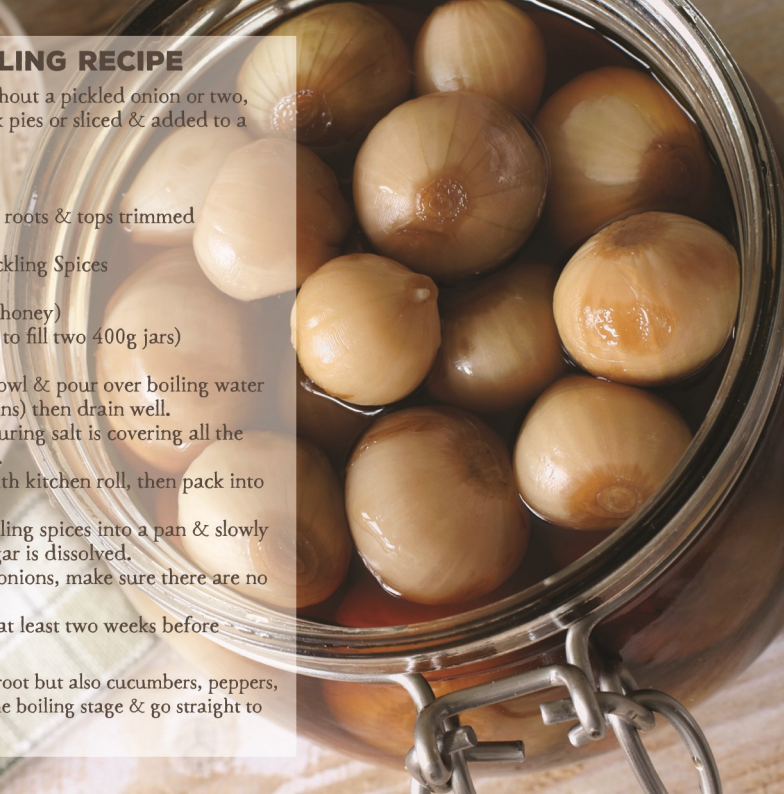 LING RECIPE
hout a pickled onion or two,
k pies or sliced & added to a
roots & tops trimmed
ckling Spices
honey)
to fill two 400g jars)
owl & pour over boiling water
ns) then drain well.
uring salt is covering all the
.
th kitchen roll, then pack into
ling spices into a pan & slowly
gar is dissolved.
onions, make sure there are no
at least two weeks before
root but also cucumbers, peppers,
e boiling stage & go straight to